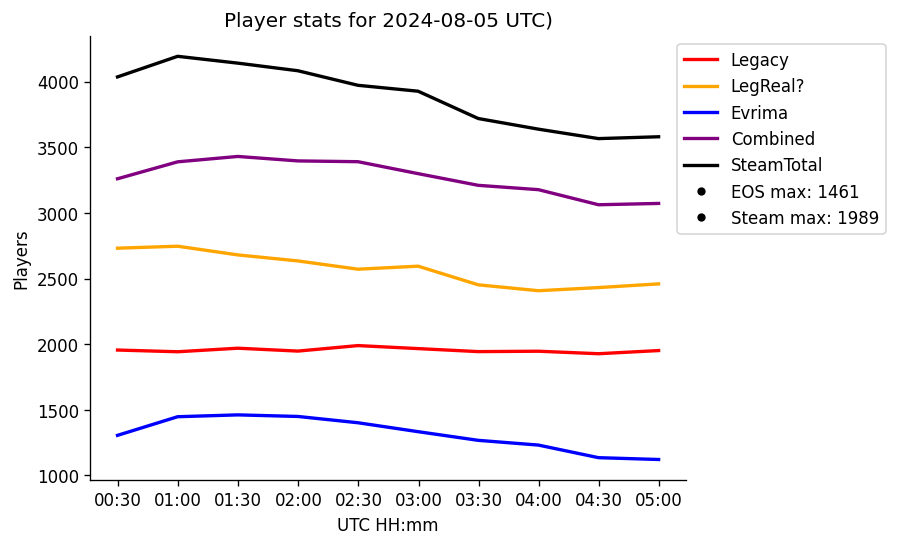 Player stats for 2024-08-05 UTC)
Legacy
LegReal?
Evrima
Combined
SteamTotal
EOS max: 1461
Steam max: 1989
Players
4000
3500
3000
2500
2000
1500
1000
00:30 01:00 01:30 02:00 02:30 03:00 03:30 04:00 04:30 05:00
UTC HH:mm